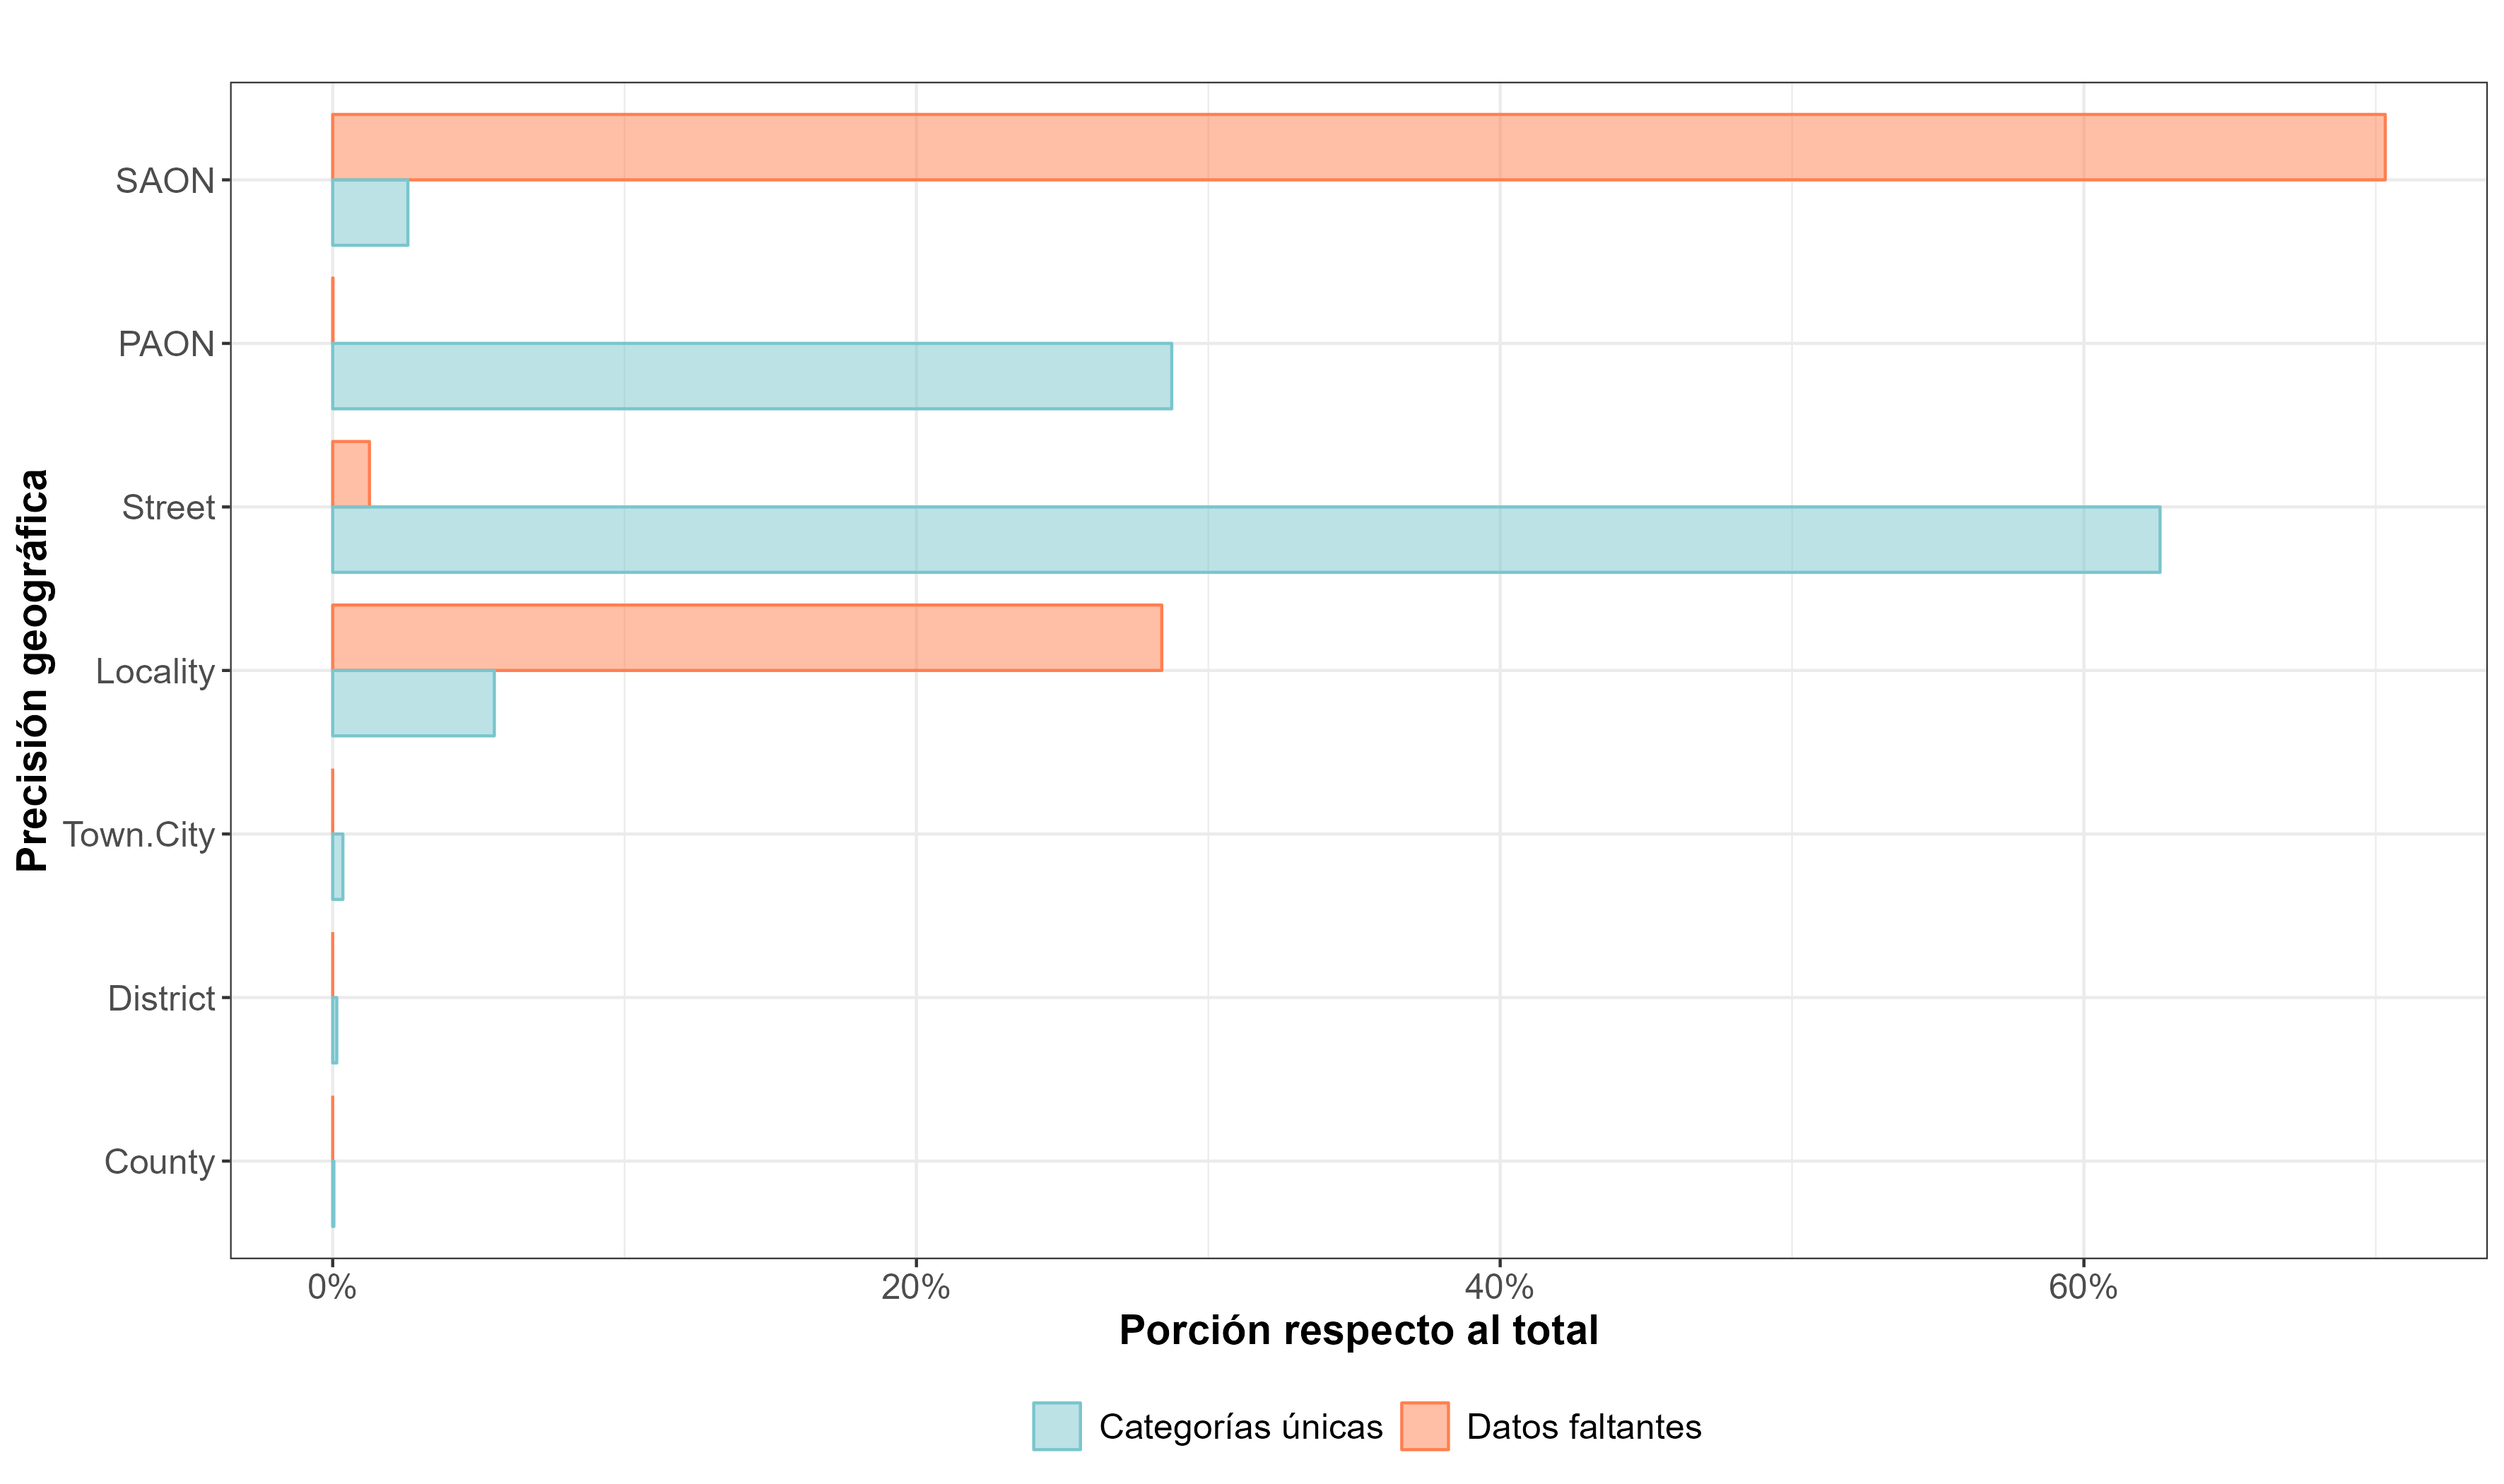 SAON
PAON
Street
Locality
Town.City
District
County
Precisión geográfica
0% 20% 40% 60%
Porción respecto al total
Categorías únicas Datos faltantes